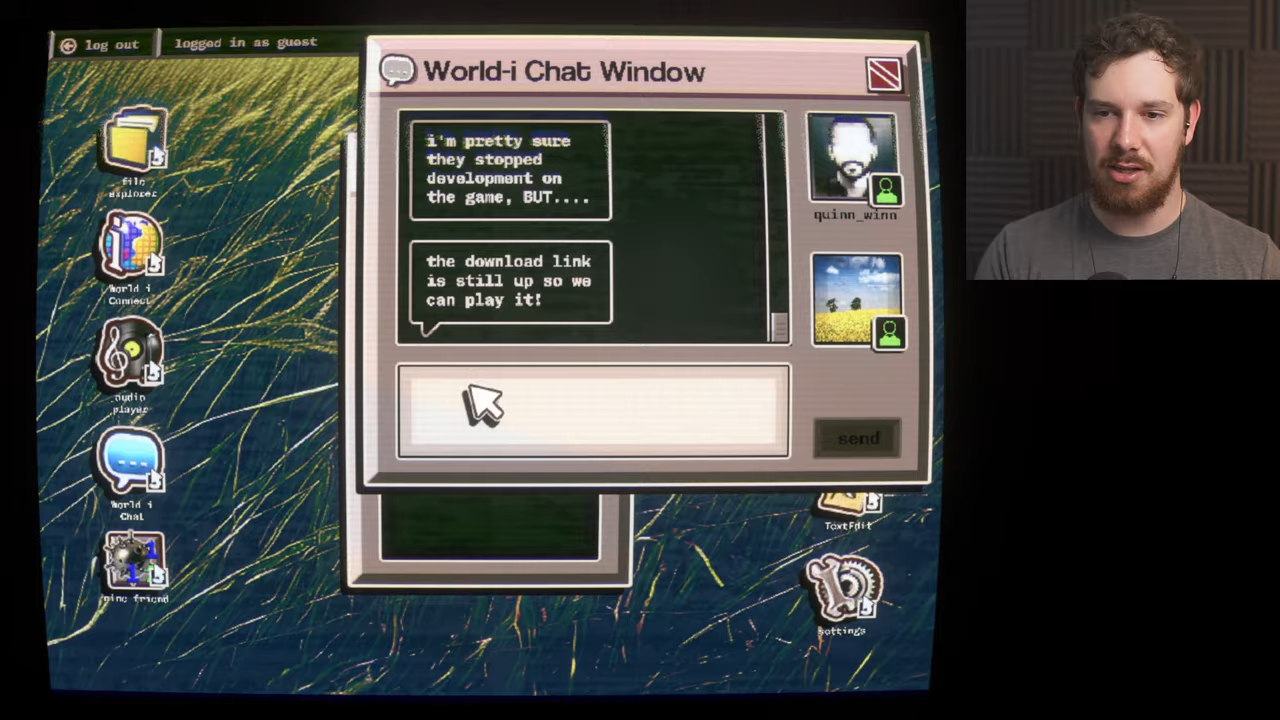 log out
logged in as guest
World-i Chat Window
i'm pretty sure
they stopped
development on
the game, BUT....
the download link
is still up so we
can play it!
quinn_winn
send
file
explorer
World i
Connect
audio
player
World i
Chat
mine friend
TextEdit
settings